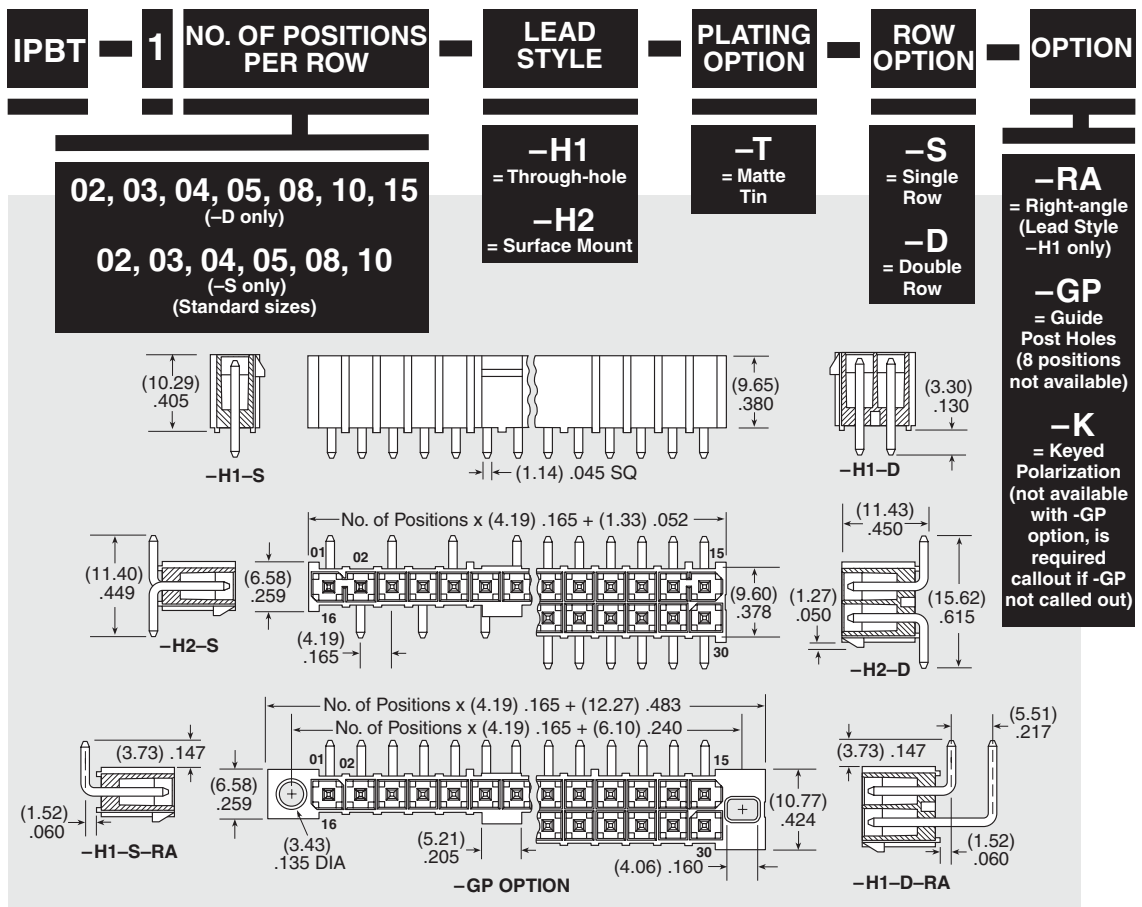 IPBT
1
NO. OF POSITIONS
PER ROW
LEAD
STYLE
PLATING
OPTION
ROW
OPTION
OPTION
02, 03, 04, 05, 08, 10, 15
(–D only)
02, 03, 04, 05, 08, 10
(–S only)
(Standard sizes)
–H1
= Through-hole
–H2
= Surface Mount
–T
= Matte
Tin
–S
= Single
Row
–D
= Double
Row
–RA
= Right-angle
(Lead Style
–H1 only)
–GP
= Guide
Post Holes
(8 positions
not available)
–K
= Keyed
Polarization
(not available
with -GP
option, is
required
callout if -GP
not called out)
(10.29)
.405
–H1–S
(9.65)
.380
(1.14) .045 SQ
(3.30)
.130
–H1–D
(11.40)
.449
(6.58)
.259
–H2–S
No. of Positions x (4.19) .165 + (1.33) .052
01
02
15
16
30
(4.19)
.165
(9.60)
.378
(11.43)
.450
(1.27)
.050
(15.62)
.615
–H2–D
(3.73) .147
(1.52)
.060
–H1–S–RA
No. of Positions x (4.19) .165 + (12.27) .483
No. of Positions x (4.19) .165 + (6.10) .240
01
02
15
(6.58)
.259
16
30
(3.43)
.135 DIA
(5.21)
.205
(4.06) .160
(10.77)
.424
–GP OPTION
(5.51)
.217
(3.73) .147
(1.52)
.060
–H1–D–RA